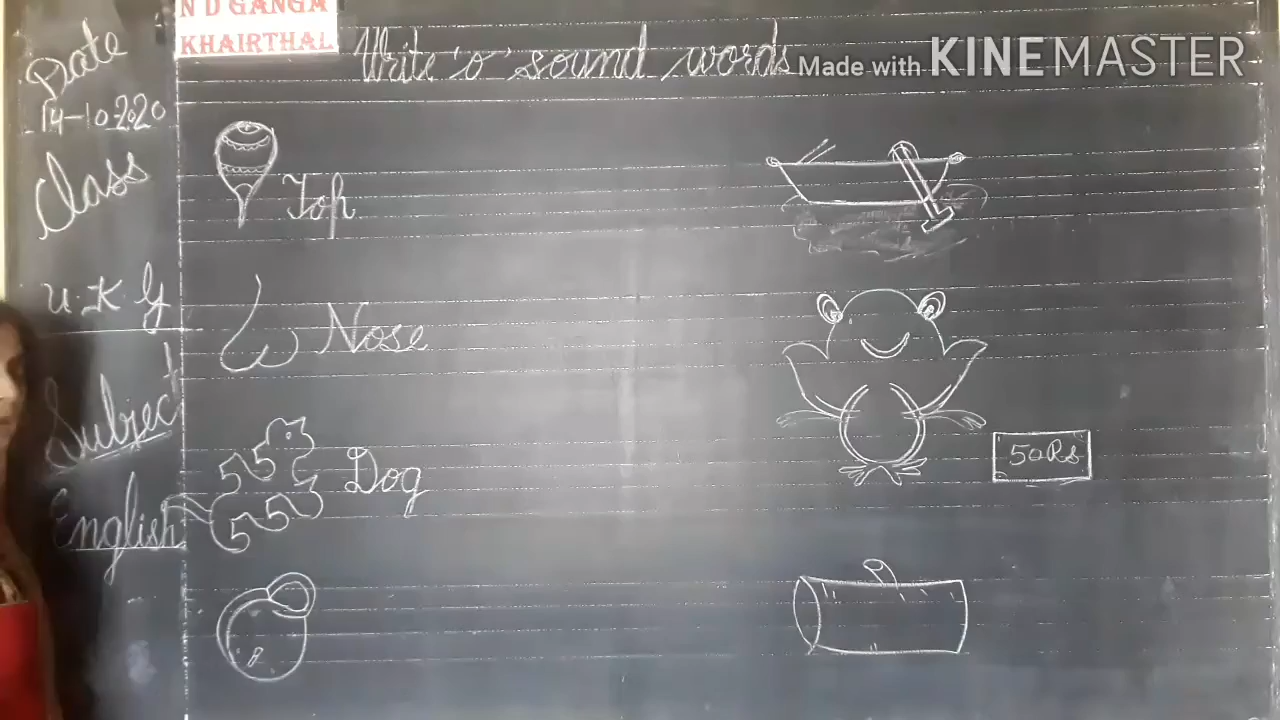 N D GANGA
KHAIRTHAL
Write 'o' sound words
Made with KINEMASTER
Date
14-10-2020
Class
U.K.G
Subject
English
Top
Nose
Dog
50Rs